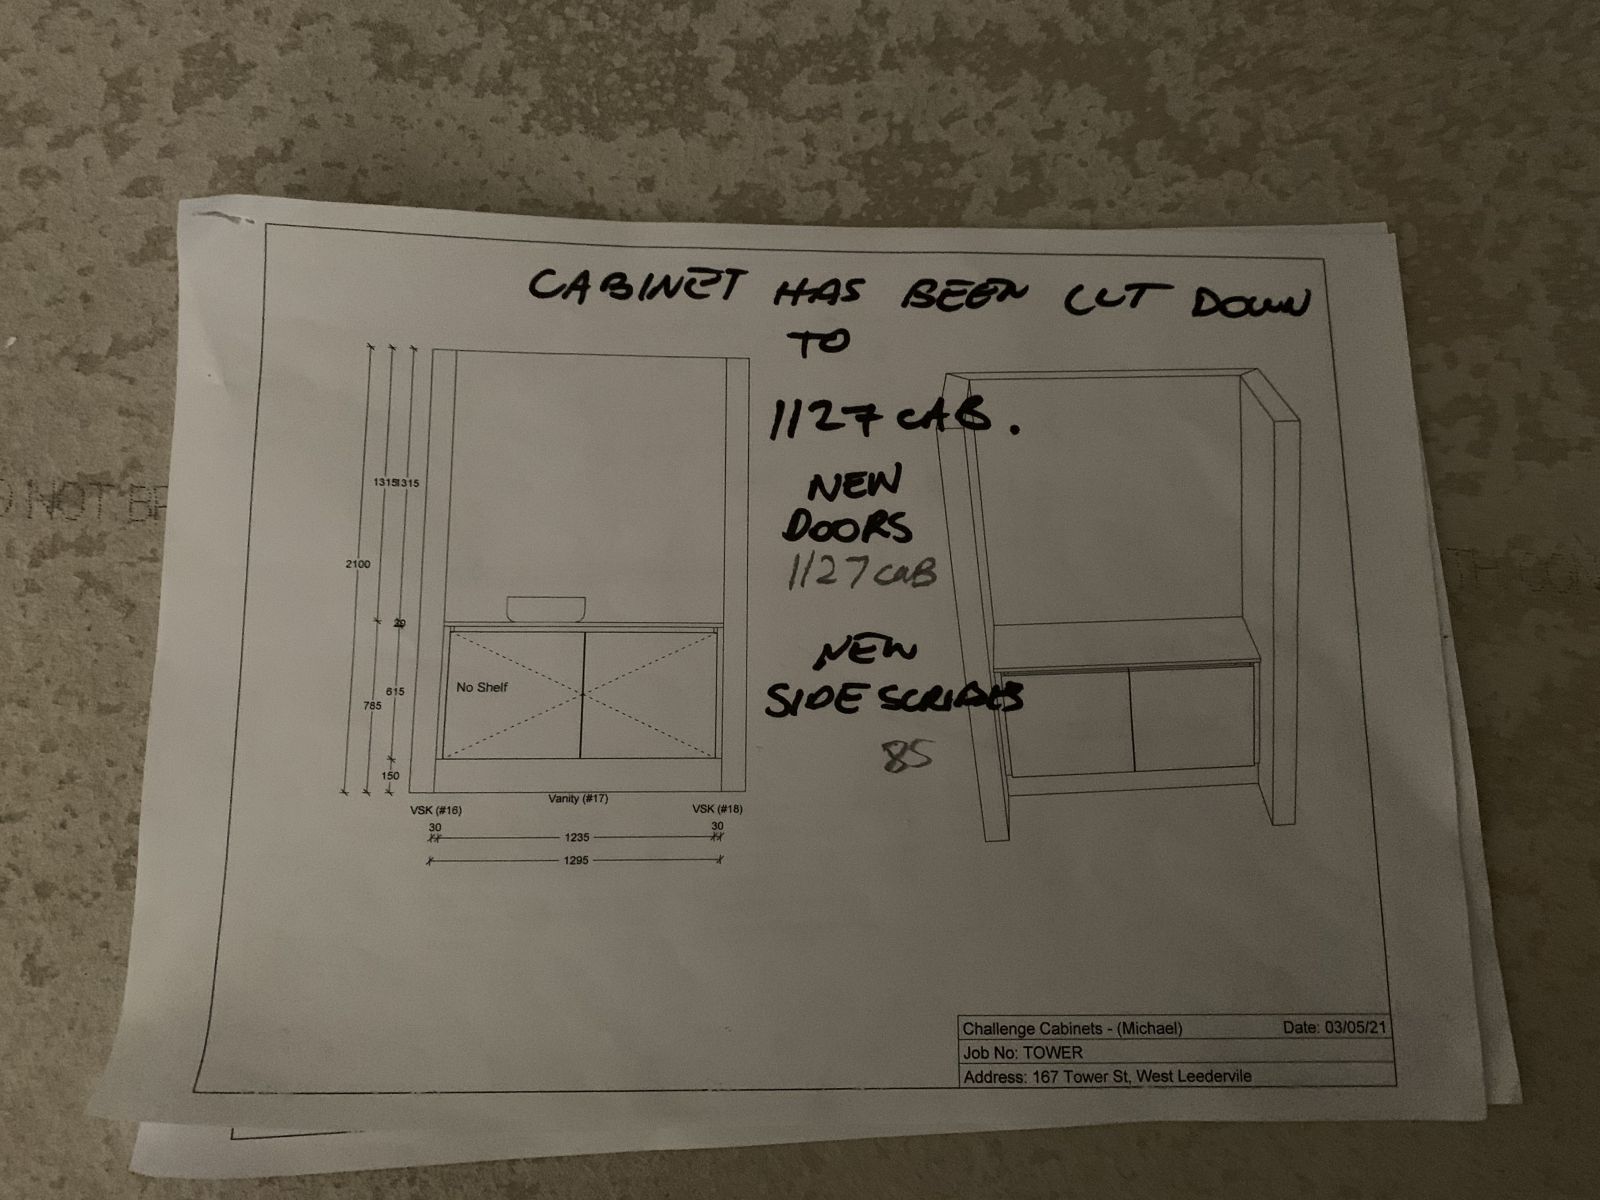 CABINET HAS BEEN CUT DOWN
TO
1127 CAB.
NEW
DOORS
1127 CAB
NEW
SIDE SCRIBES
85
1315
1315
2100
20
No Shelf
615
785
150
VSK (#16)
Vanity (#17)
VSK (#18)
30
1235
30
1295
Challenge Cabinets - (Michael) Date: 03/05/21
Job No: TOWER
Address: 167 Tower St, West Leedervile
NOT